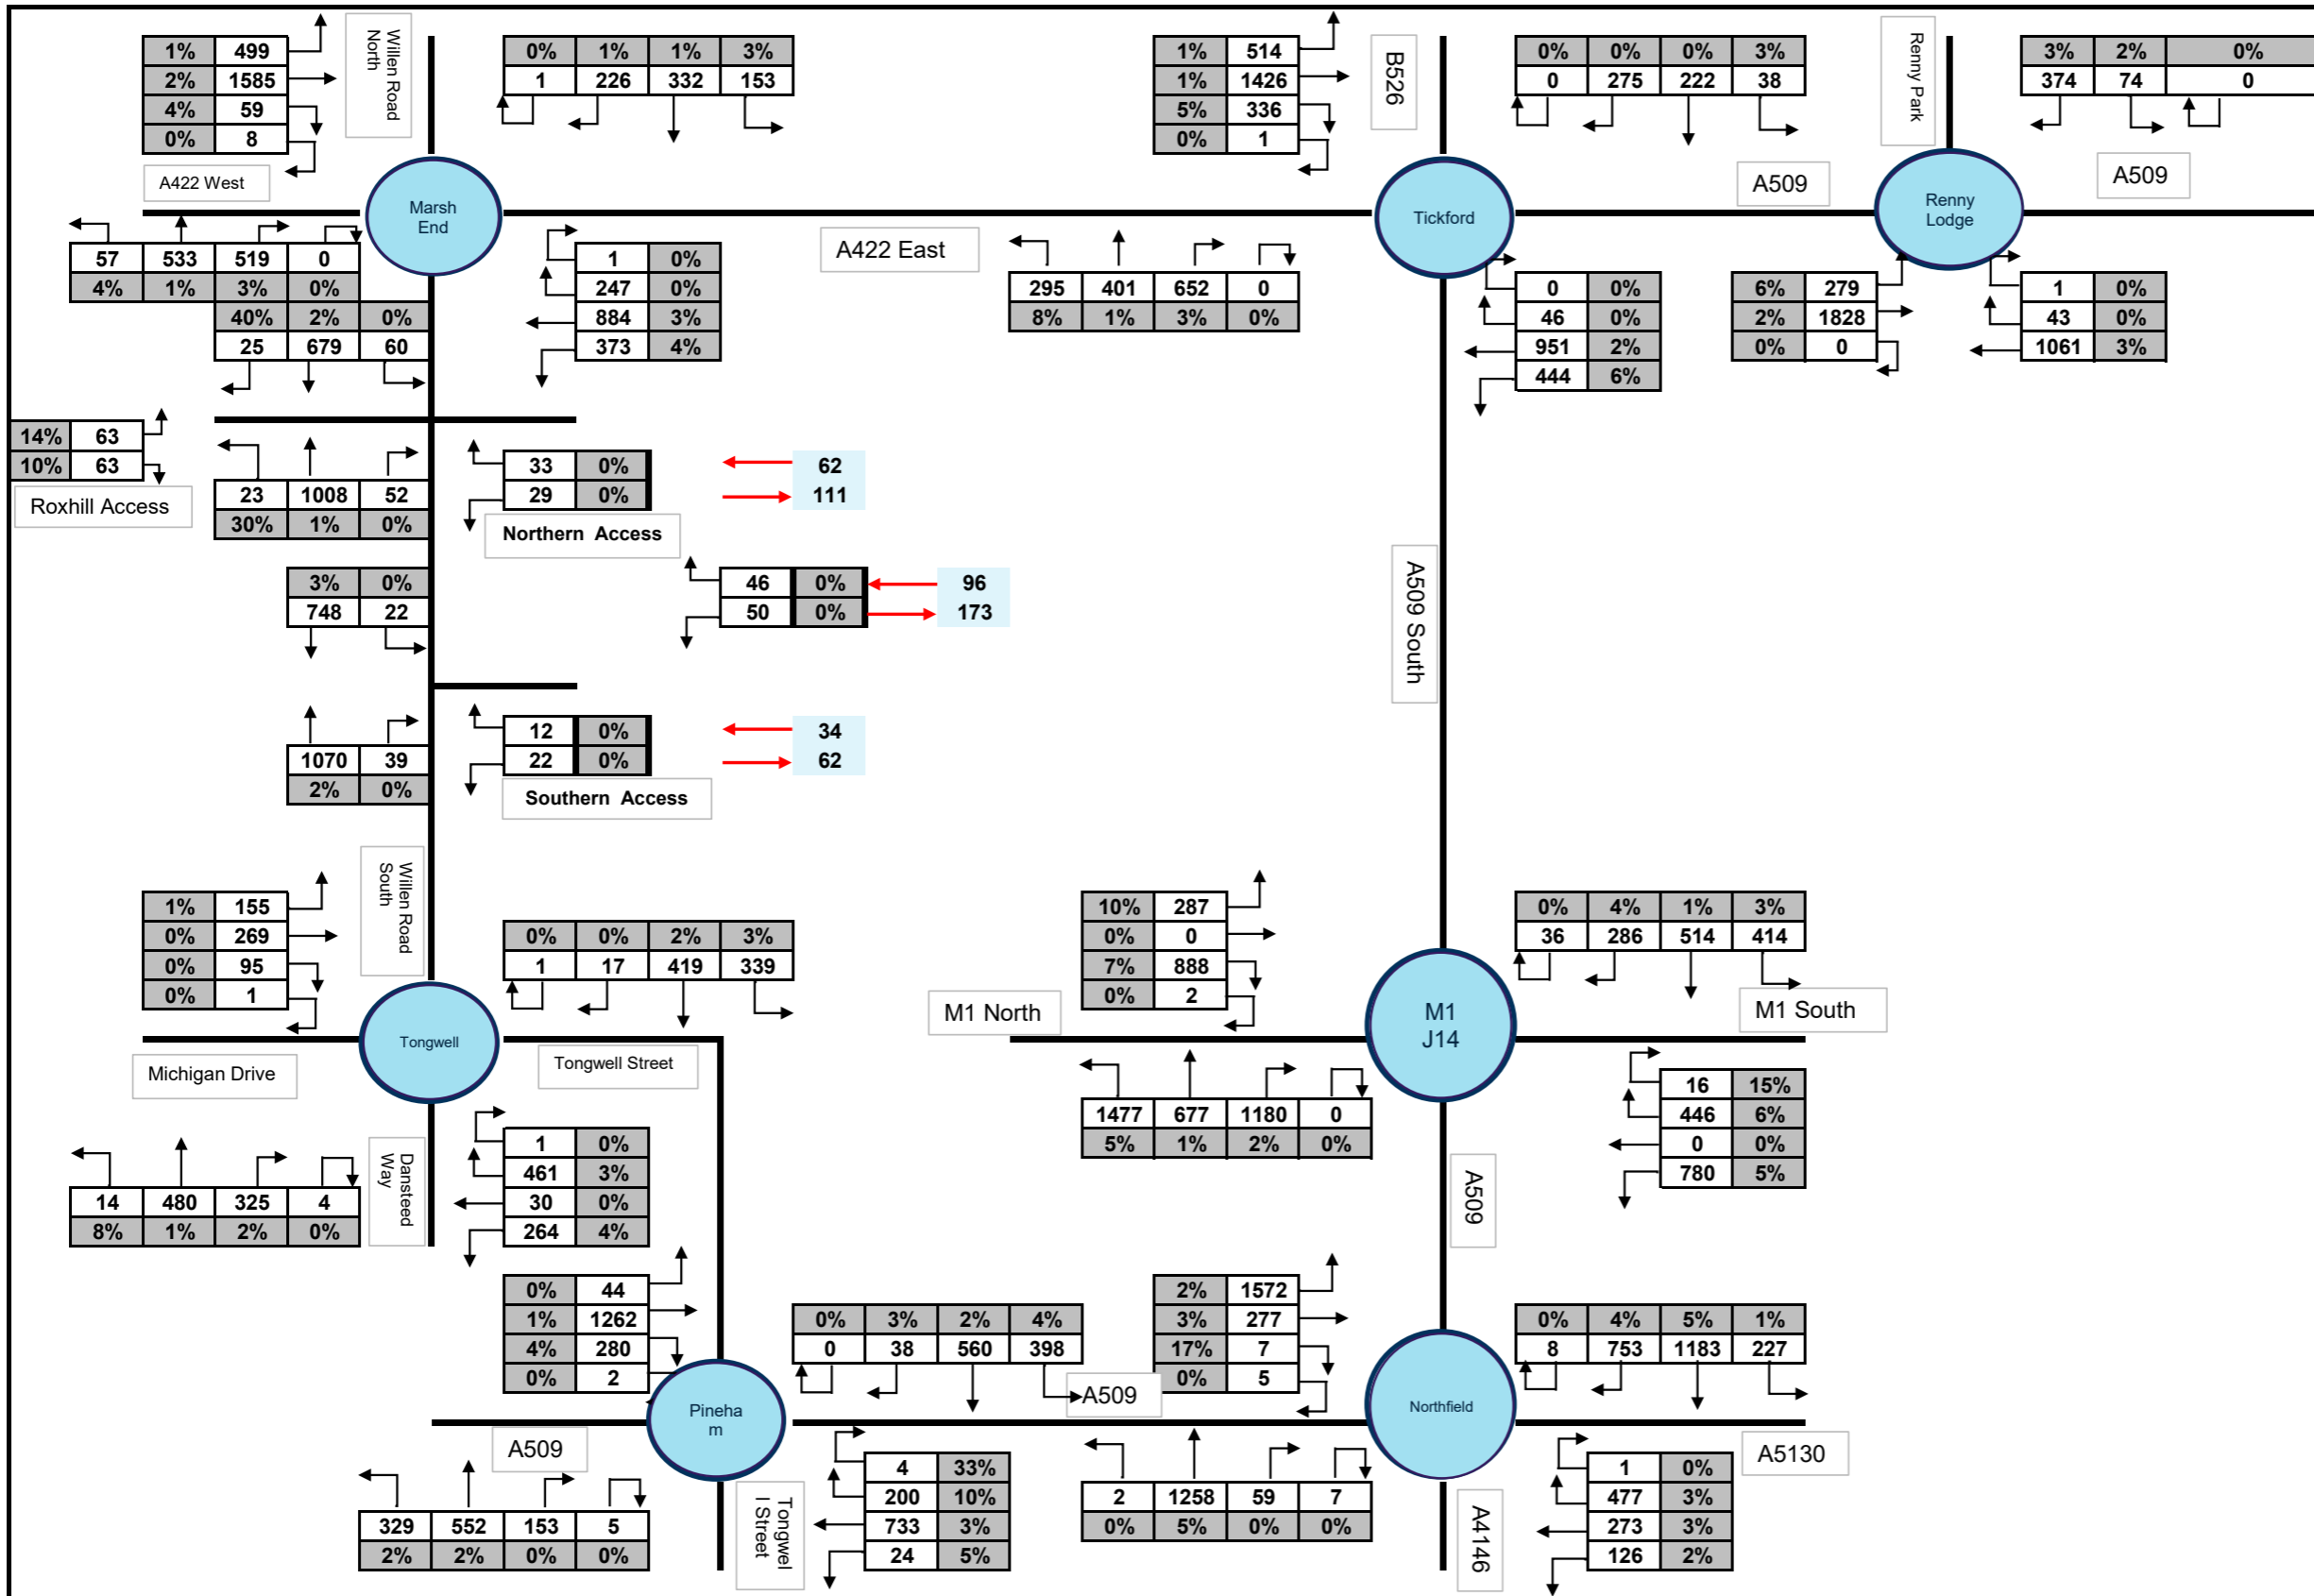 1% 499
2% 1585
4% 59
0% 8
Willen Road
North
0% 1% 1% 3%
1 226 332 153
1% 514
1% 1426
5% 336
0% 1
B526
0% 0% 0% 3%
0 275 222 38
Renny Park
3% 2% 0%
374 74 0
A422 West
A509
A509
Marsh
End
Tickford
Renny
Lodge
57 533 519 0
4% 1% 3% 0%
1 0%
247 0%
884 3%
373 4%
A422 East
295 401 652 0
8% 1% 3% 0%
0 0%
46 0%
951 2%
444 6%
6% 279
2% 1828
0% 0
1 0%
43 0%
1061 3%
40% 2% 0%
25 679 60
14% 63
10% 63
Roxhill Access
23 1008 52
30% 1% 0%
33 0%
29 0%
62
111
Northern Access
3% 0%
748 22
46 0%
50 0%
96
173
A509 South
1070 39
2% 0%
12 0%
22 0%
34
62
Southern Access
Willen Road
South
1% 155
0% 269
0% 95
0% 1
0% 0% 2% 3%
1 17 419 339
10% 287
0% 0
7% 888
0% 2
0% 4% 1% 3%
36 286 514 414
M1 North
M1
J14
M1 South
Michigan Drive
Tongwell
Tongwell Street
1477 677 1180 0
5% 1% 2% 0%
16 15%
446 6%
0 0%
780 5%
14 480 325 4
8% 1% 2% 0%
Dansteed
Way
1 0%
461 3%
30 0%
264 4%
A509
0% 44
1% 1262
4% 280
0% 2
0% 3% 2% 4%
0 38 560 398
2% 1572
3% 277
17% 7
0% 5
0% 4% 5% 1%
8 753 1183 227
A509
Pineha
m
Northfield
A509
A5130
329 552 153 5
2% 2% 0% 0%
Tongwel
l Street
4 33%
200 10%
733 3%
24 5%
2 1258 59 7
0% 5% 0% 0%
A4146
1 0%
477 3%
273 3%
126 2%